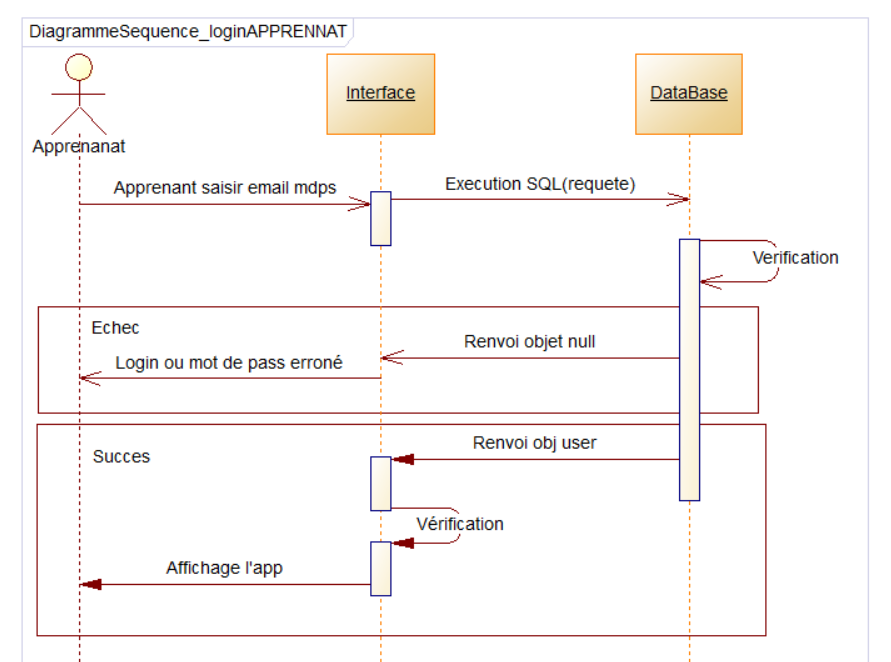 DiagrammeSequence_loginAPPRENNAT
Interface
DataBase
Apprenanat
Apprenant saisir email mdps
Execution SQL(requete)
Verification
Echec
Renvoi objet null
Login ou mot de pass erroné
Renvoi obj user
Succes
Vérification
Affichage l'app